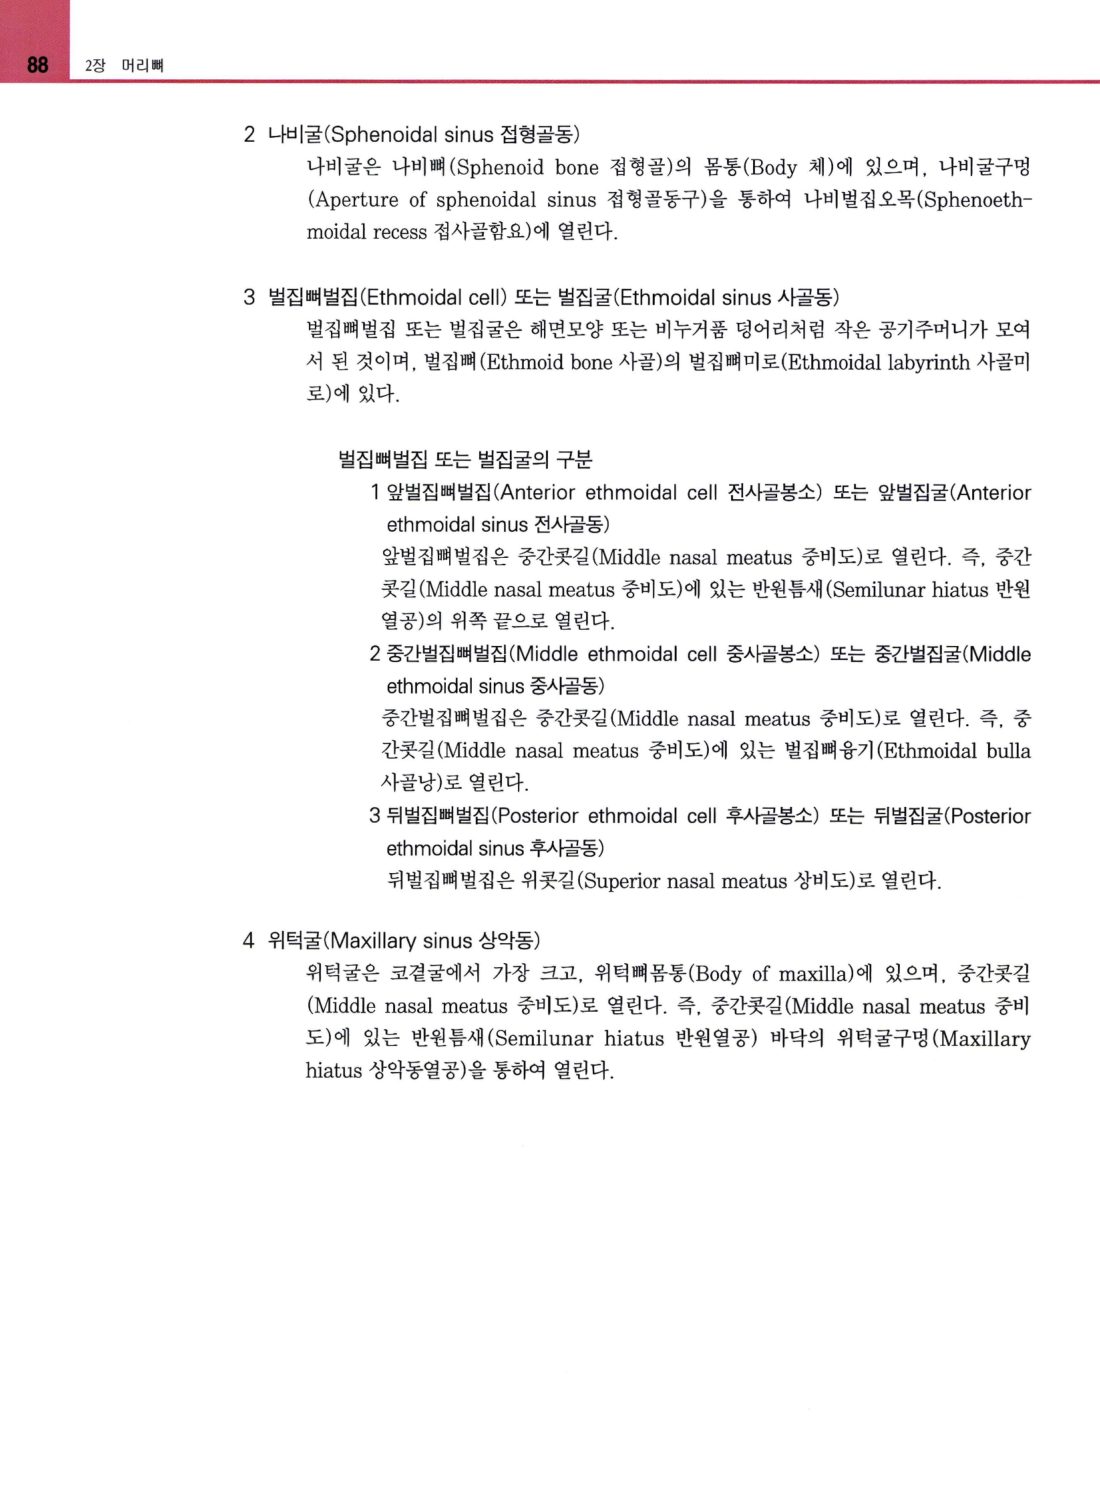 88 2장 머리뼈
2 나비굴(Sphenoidal sinus 접형골동)
나비굴은 나비뼈(Sphenoid bone 접형골)의 몸통(Body 체)에 있으며, 나비굴구멍
(Aperture of sphenoidal sinus 접형골동구)을 통하여 나비벌집오목(Sphenoeth-
moidal recess 접사골함요)에 열린다.
3 벌집뼈벌집(Ethmoidal cell) 또는 벌집굴(Ethmoidal sinus 사골동)
벌집뼈벌집 또는 벌집굴은 해면모양 또는 비누거품 덩어리처럼 작은 공기주머니가 모여
서 된 것이며, 벌집뼈(Ethmoid bone 사골)의 벌집뼈미로(Ethmoidal labyrinth 사골미
로)에 있다.
벌집뼈벌집 또는 벌집굴의 구분
1 앞벌집뼈벌집(Anterior ethmoidal cell 전사골봉소) 또는 앞벌집굴(Anterior
ethmoidal sinus 전사골동)
앞벌집뼈벌집은 중간콧길(Middle nasal meatus 중비도)로 열린다. 즉, 중간
콧길(Middle nasal meatus 중비도)에 있는 반원틈새(Semilunar hiatus 반원
열공)의 위쪽 끝으로 열린다.
2 중간벌집뼈벌집(Middle ethmoidal cell 중사골봉소) 또는 중간벌집굴(Middle
ethmoidal sinus 중사골동)
중간벌집뼈벌집은 중간콧길(Middle nasal meatus 중비도)로 열린다. 즉, 중
간콧길(Middle nasal meatus 중비도)에 있는 벌집뼈융기(Ethmoidal bulla
사골낭)로 열린다.
3 뒤벌집뼈벌집(Posterior ethmoidal cell 후사골봉소) 또는 뒤벌집굴(Posterior
ethmoidal sinus 후사골동)
뒤벌집뼈벌집은 위콧길(Superior nasal meatus 상비도)로 열린다.
4 위턱굴(Maxillary sinus 상악동)
위턱굴은 코곁굴에서 가장 크고, 위턱뼈몸통(Body of maxilla)에 있으며, 중간콧길
(Middle nasal meatus 중비도)로 열린다. 즉, 중간콧길(Middle nasal meatus 중비
도)에 있는 반원틈새(Semilunar hiatus 반원열공) 바닥의 위턱굴구멍(Maxillary
hiatus 상악동열공)을 통하여 열린다.